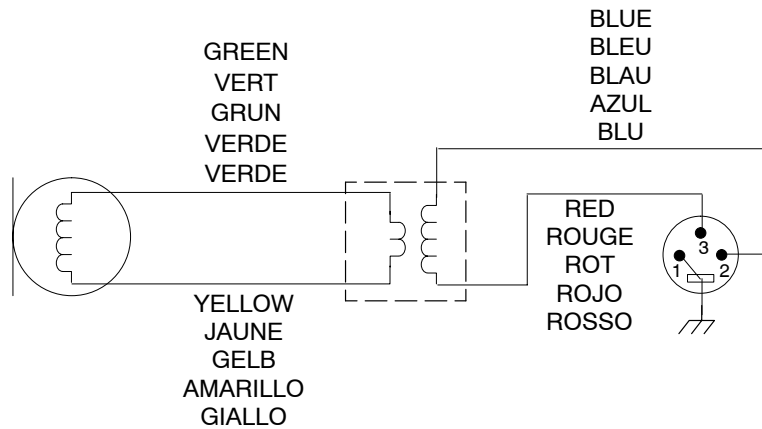 GREEN
VERT
GRUN
VERDE
VERDE
BLUE
BLEU
BLAU
AZUL
BLU
YELLOW
JAUNE
GELB
AMARILLO
GIALLO
RED
ROUGE
ROT
ROJO
ROSSO
3
1
2